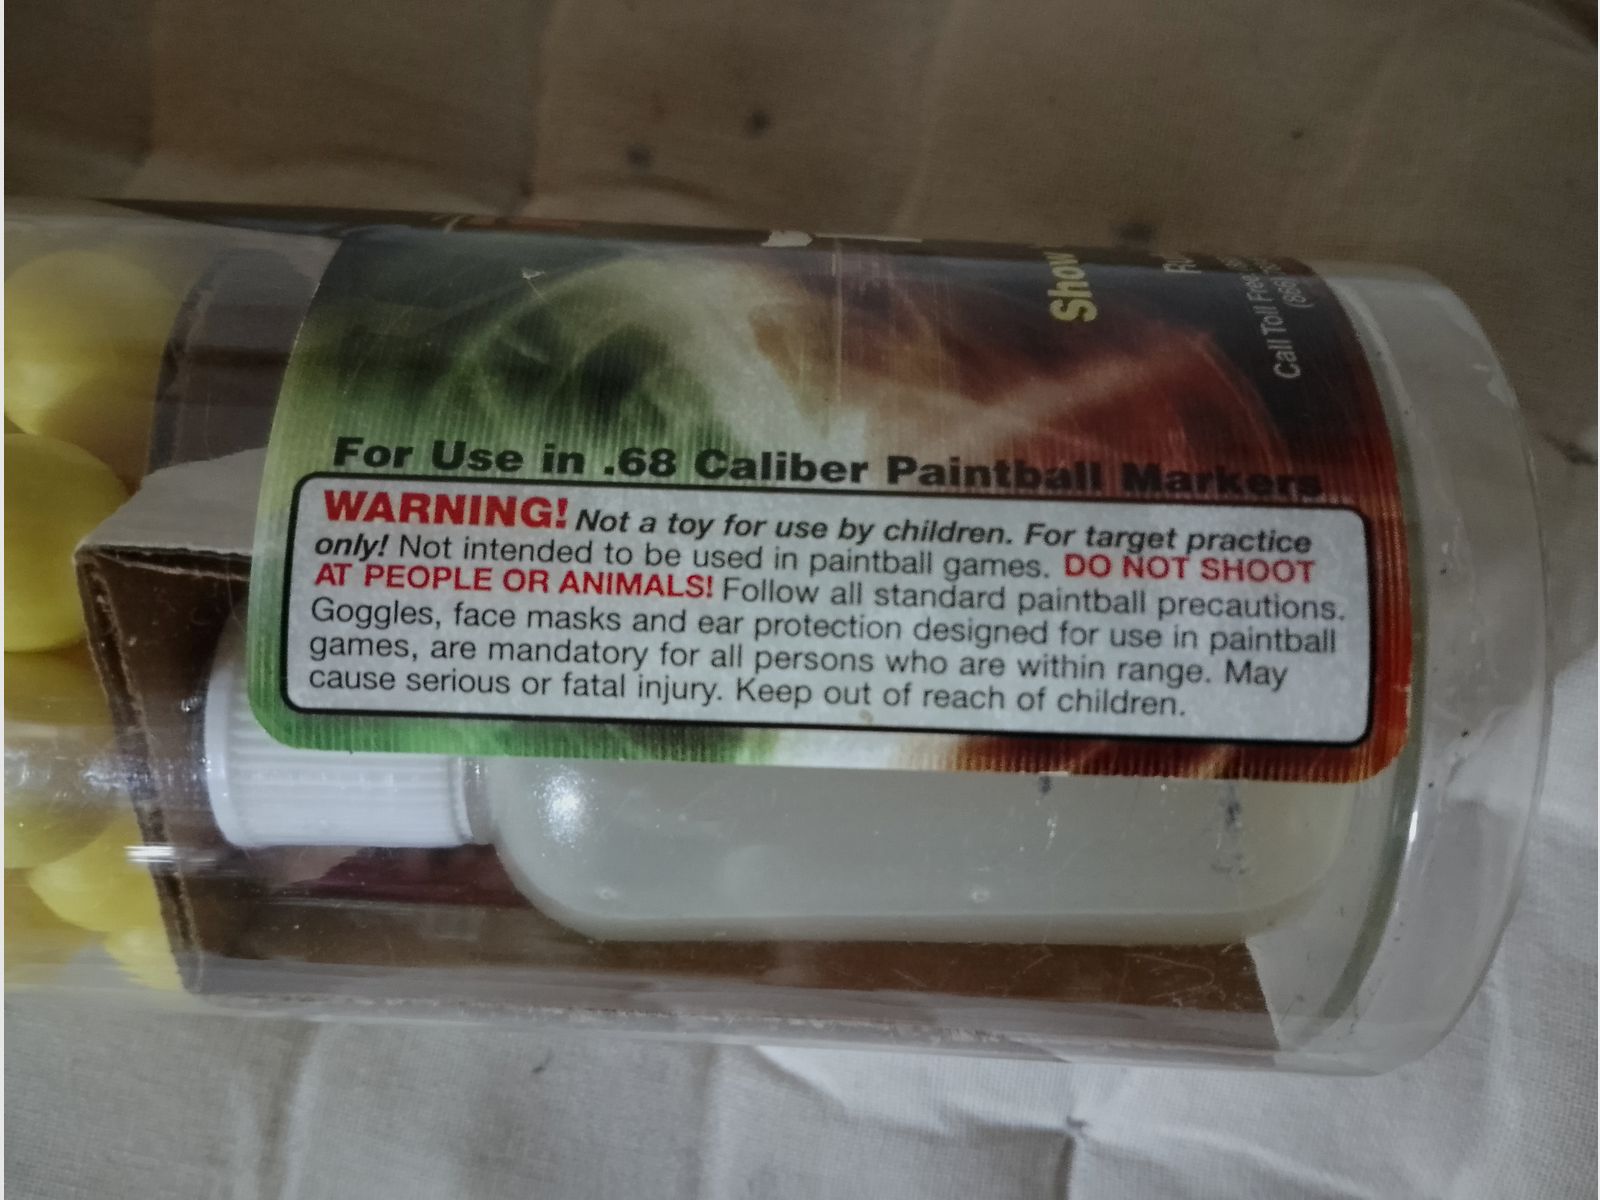 Show
Call Toll Free
For Use in .68 Caliber Paintball Markers
WARNING! Not a toy for use by children. For target practice
only! Not intended to be used in paintball games. DO NOT SHOOT
AT PEOPLE OR ANIMALS! Follow all standard paintball precautions.
Goggles, face masks and ear protection designed for use in paintball
games, are mandatory for all persons who are within range. May
cause serious or fatal injury. Keep out of reach of children.